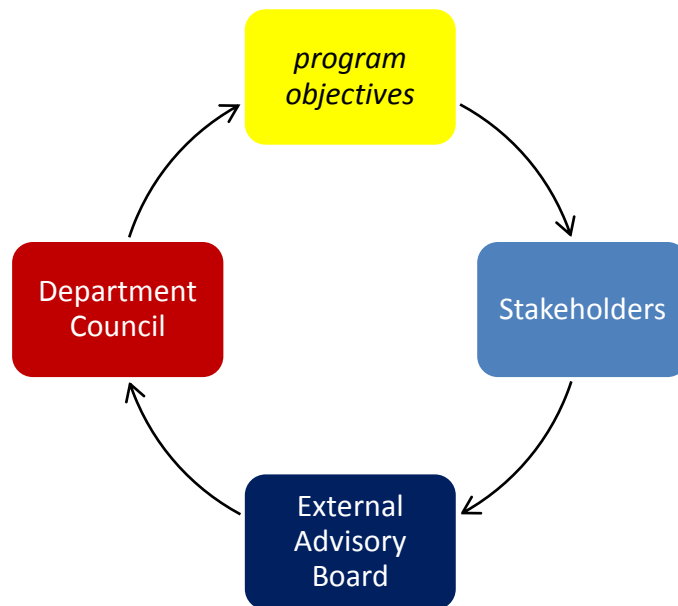 program
objectives
Department
Council
Stakeholders
External
Advisory
Board